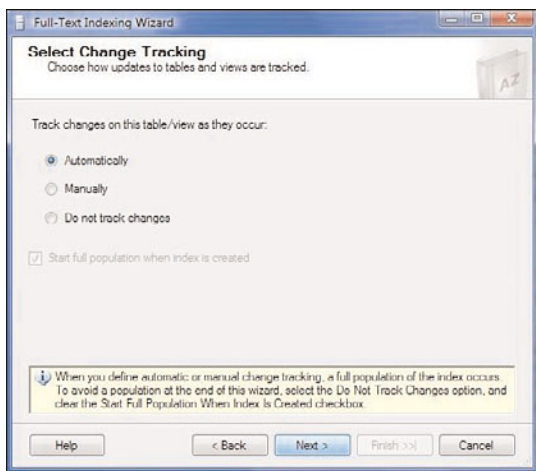 Full-Text Indexing Wizard
Select Change Tracking
Choose how updates to tables and views are tracked.
AZ
Track changes on this table/view as they occur:
Automatically
Manually
Do not track changes
Start full population when index is created
When you define automatic or manual change tracking, a full population of the index occurs.
To avoid a population at the end of this wizard, select the Do Not Track Changes option, and
clear the Start Full Population When Index Is Created checkbox.
Help
< Back
Next >
Finish >>|
Cancel